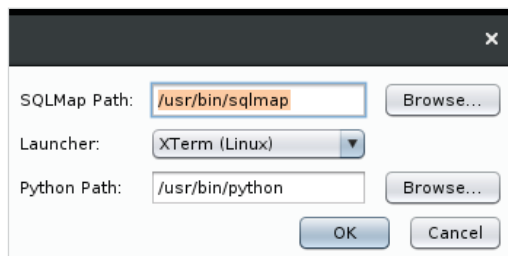 SQLMap Path: /usr/bin/sqlmap Browse...
Launcher: XTerm (Linux)
Python Path: /usr/bin/python Browse...
OK Cancel